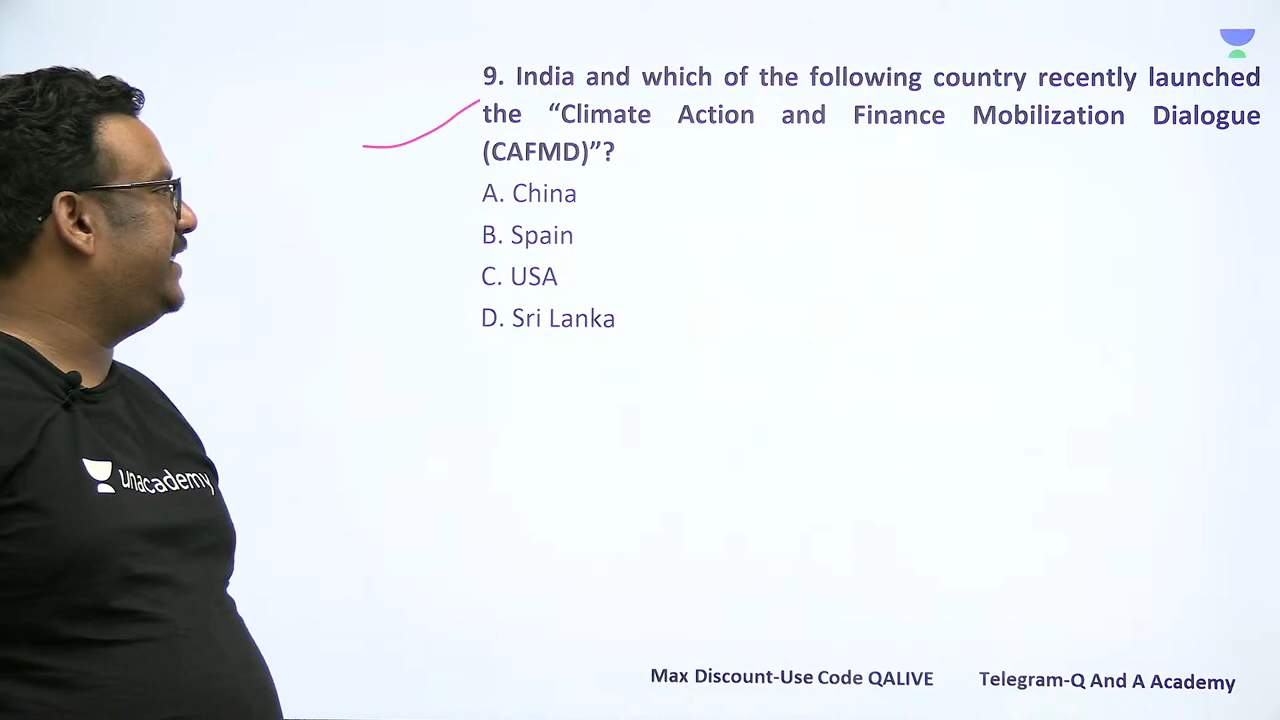 9. India and which of the following country recently launched
the “Climate Action and Finance Mobilization Dialogue
(CAFMD)”?
A. China
B. Spain
C. USA
D. Sri Lanka
unacademy
Max Discount-Use Code QALIVE Telegram-Q And A Academy